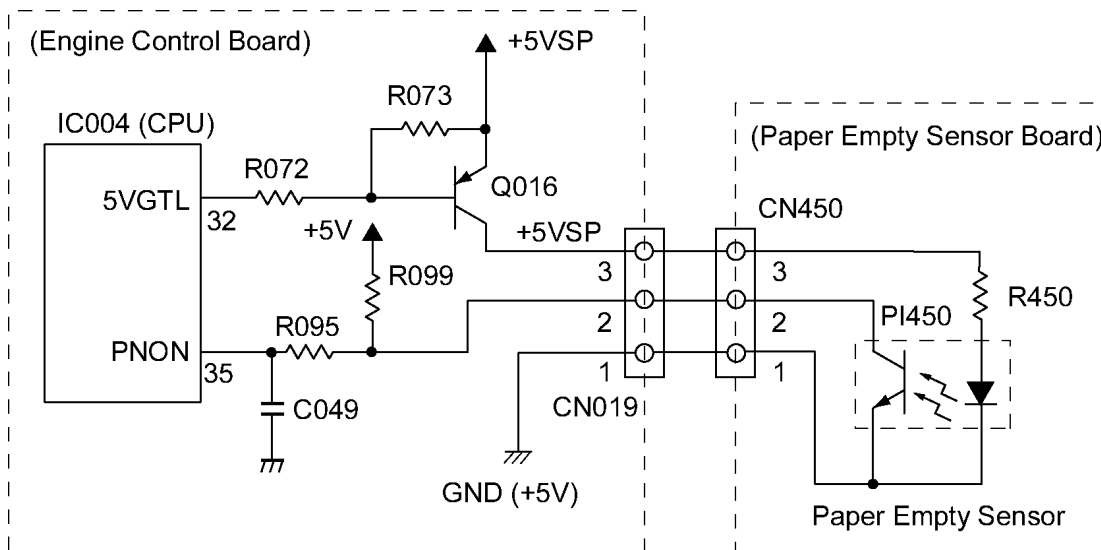 (Engine Control Board)
+5VSP
R073
IC004 (CPU)
(Paper Empty Sensor Board)
R072
Q016
5VGTL
32
CN450
+5V
+5VSP
R099
3
3
R450
R095
2
2
PI450
PNON
35
1
1
C049
CN019
GND (+5V)
Paper Empty Sensor